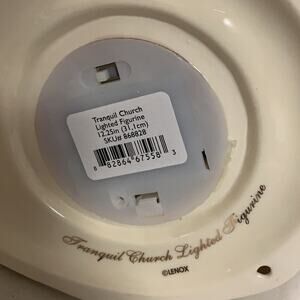 Tranquil Church
Lighted Figurine
12.25in (31.1cm)
SKU# 868828
8 82864 67558 3
Tranquil Church Lighted Figurine
©LENOX